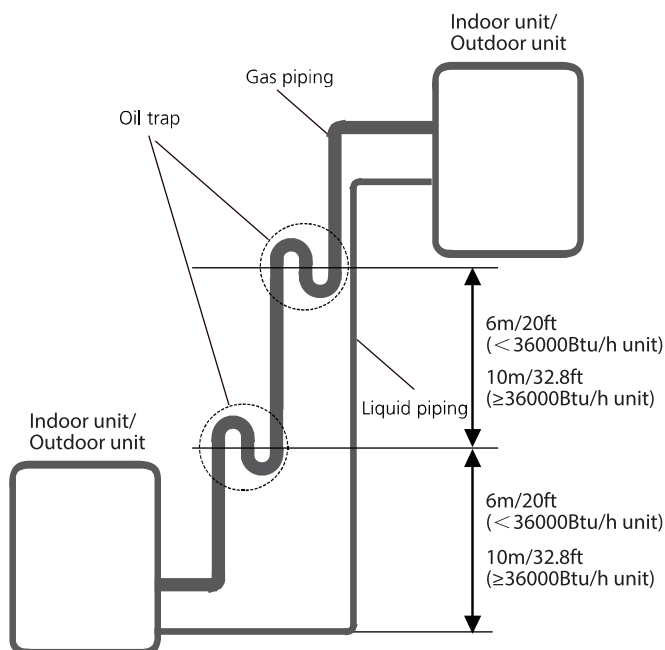 Indoor unit/
Outdoor unit
Gas piping
Oil trap
6m/20ft
(＜36000Btu/h unit)
10m/32.8ft
(≥36000Btu/h unit)
Liquid piping
Indoor unit/
Outdoor unit
6m/20ft
(＜36000Btu/h unit)
10m/32.8ft
(≥36000Btu/h unit)